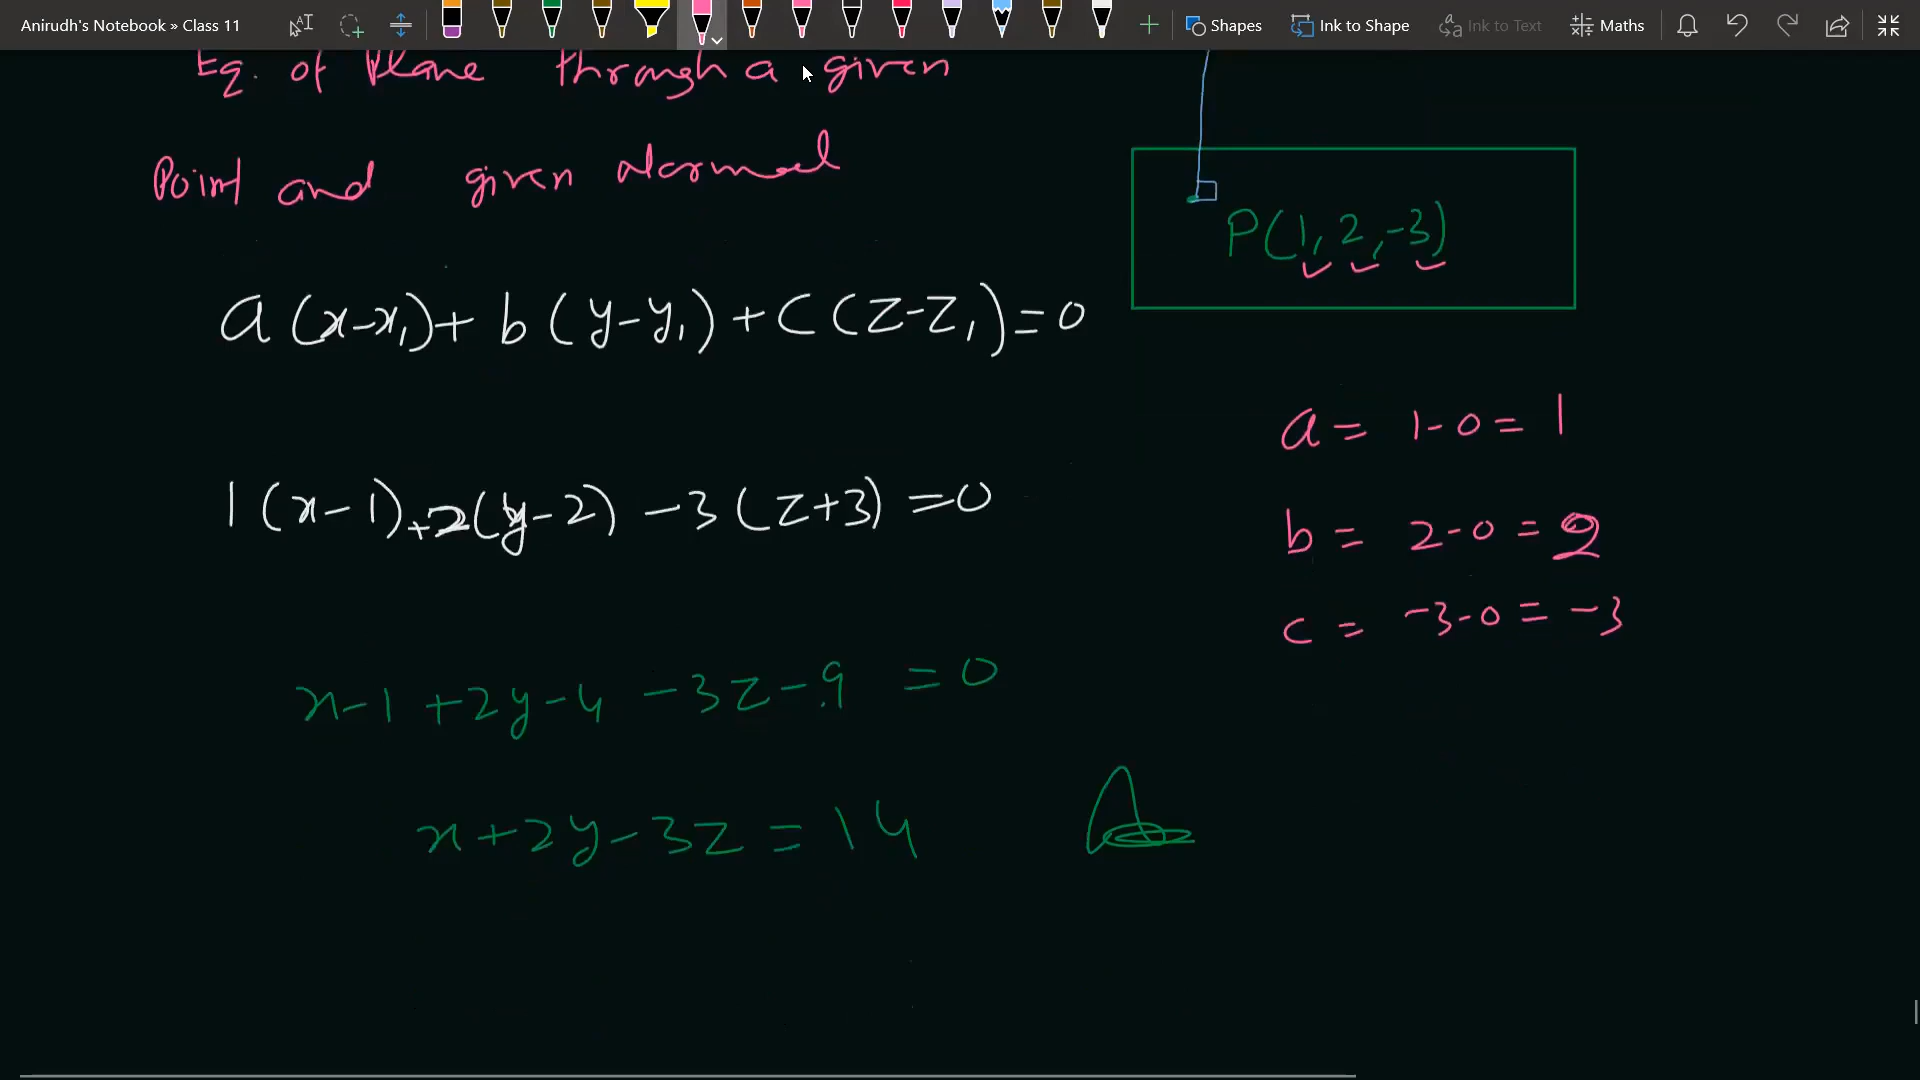 Anirudh's Notebook » Class 11
Shapes
Ink to Shape
Ink to Text
Maths
Eq. of Plane through a given
Point and given Normal
P(1, 2, -3)
a(x-x₁)+ b(y-y₁) + c(z-z₁)=0
a = 1-0 = 1
1(x-1)+2(y-2) -3(z+3) =0
b = 2-0 = 2
c = -3-0 = -3
x-1 +2y-4 -3z-9 =0
x+2y-3z=14